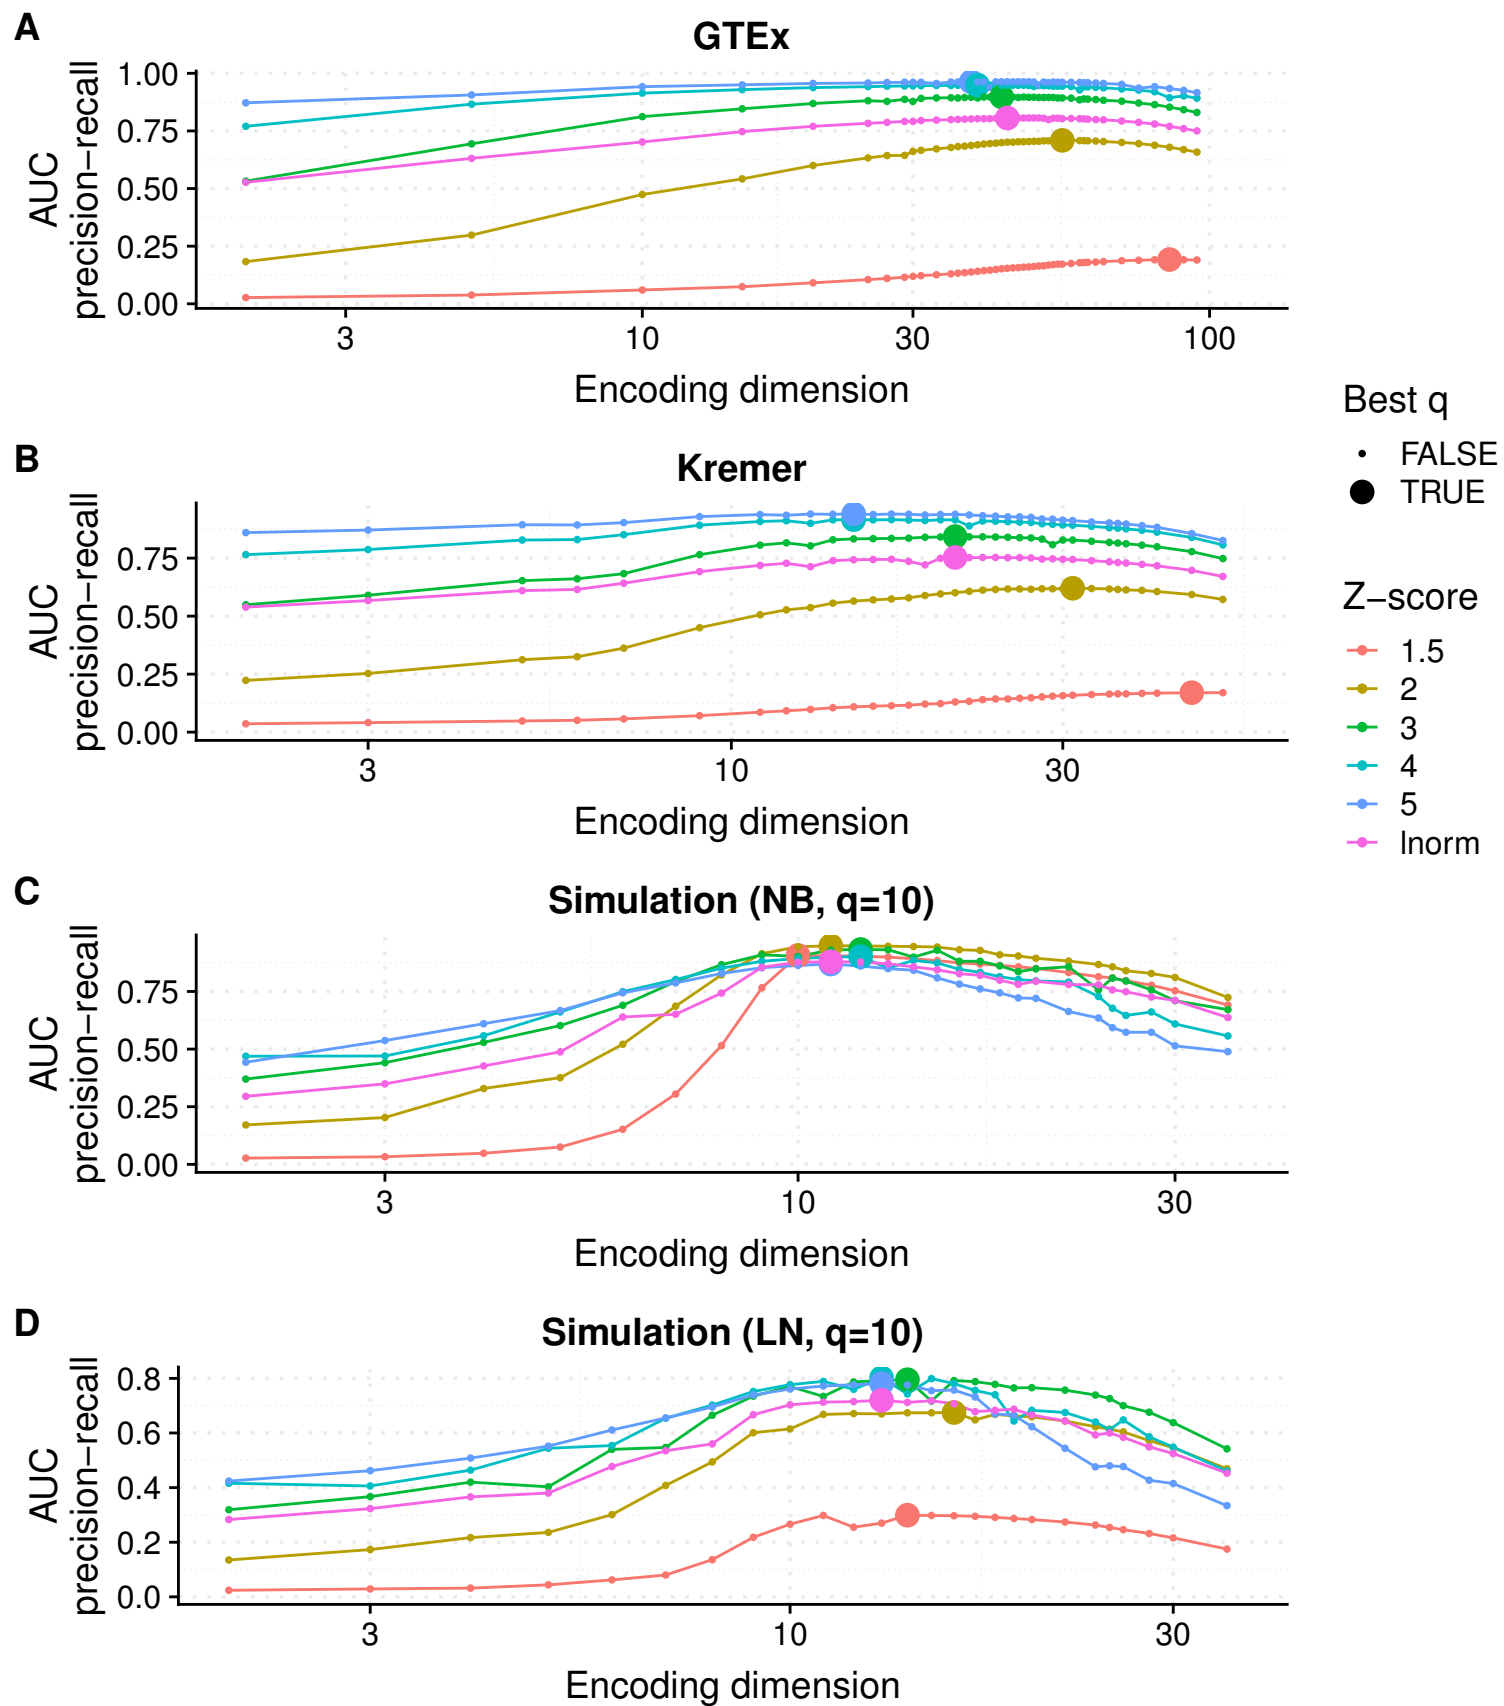 A
GTEx
AUC
precision−recall
1.00
0.75
0.50
0.25
0.00
3
10
30
100
Encoding dimension
B
Kremer
AUC
precision−recall
0.75
0.50
0.25
0.00
3
10
30
Encoding dimension
Best q
FALSE
TRUE
Z−score
1.5
2
3
4
5
lnorm
C
Simulation (NB, q=10)
AUC
precision−recall
0.75
0.50
0.25
0.00
3
10
30
Encoding dimension
D
Simulation (LN, q=10)
AUC
precision−recall
0.8
0.6
0.4
0.2
0.0
3
10
30
Encoding dimension